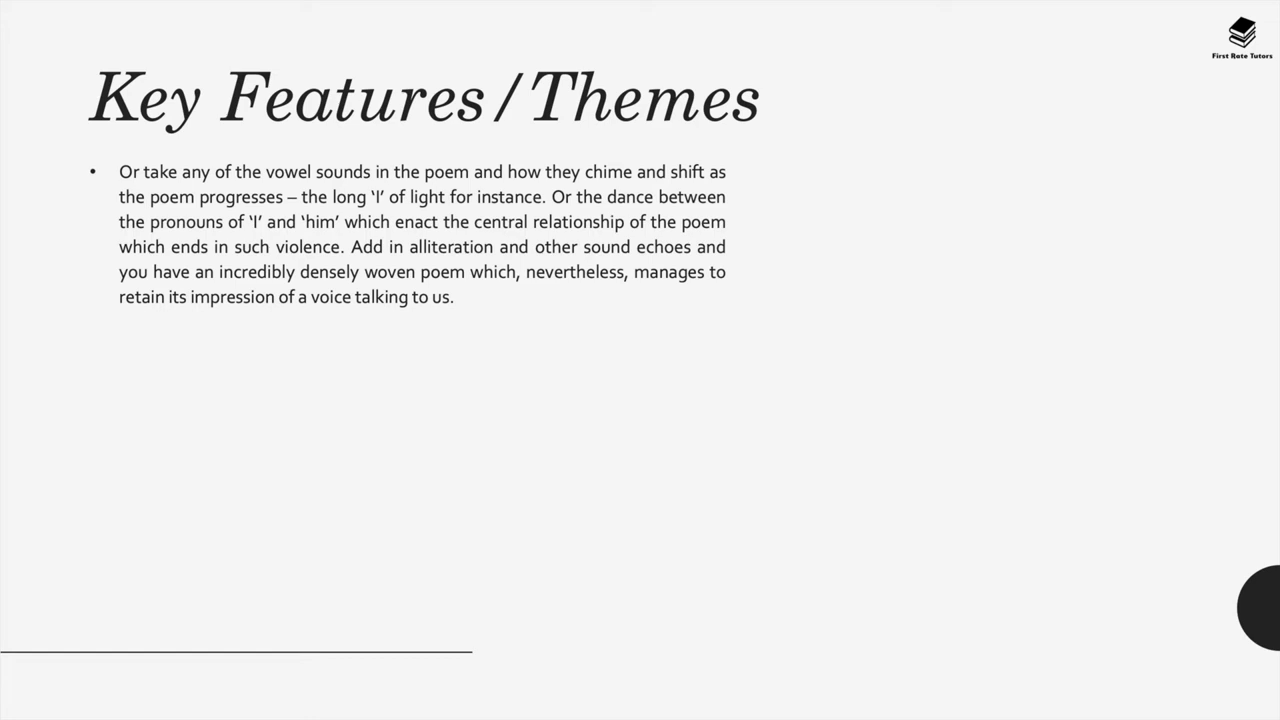 First Rate Tutors
Key Features/Themes
• Or take any of the vowel sounds in the poem and how they chime and shift as
the poem progresses – the long ‘I’ of light for instance. Or the dance between
the pronouns of ‘I’ and ‘him’ which enact the central relationship of the poem
which ends in such violence. Add in alliteration and other sound echoes and
you have an incredibly densely woven poem which, nevertheless, manages to
retain its impression of a voice talking to us.